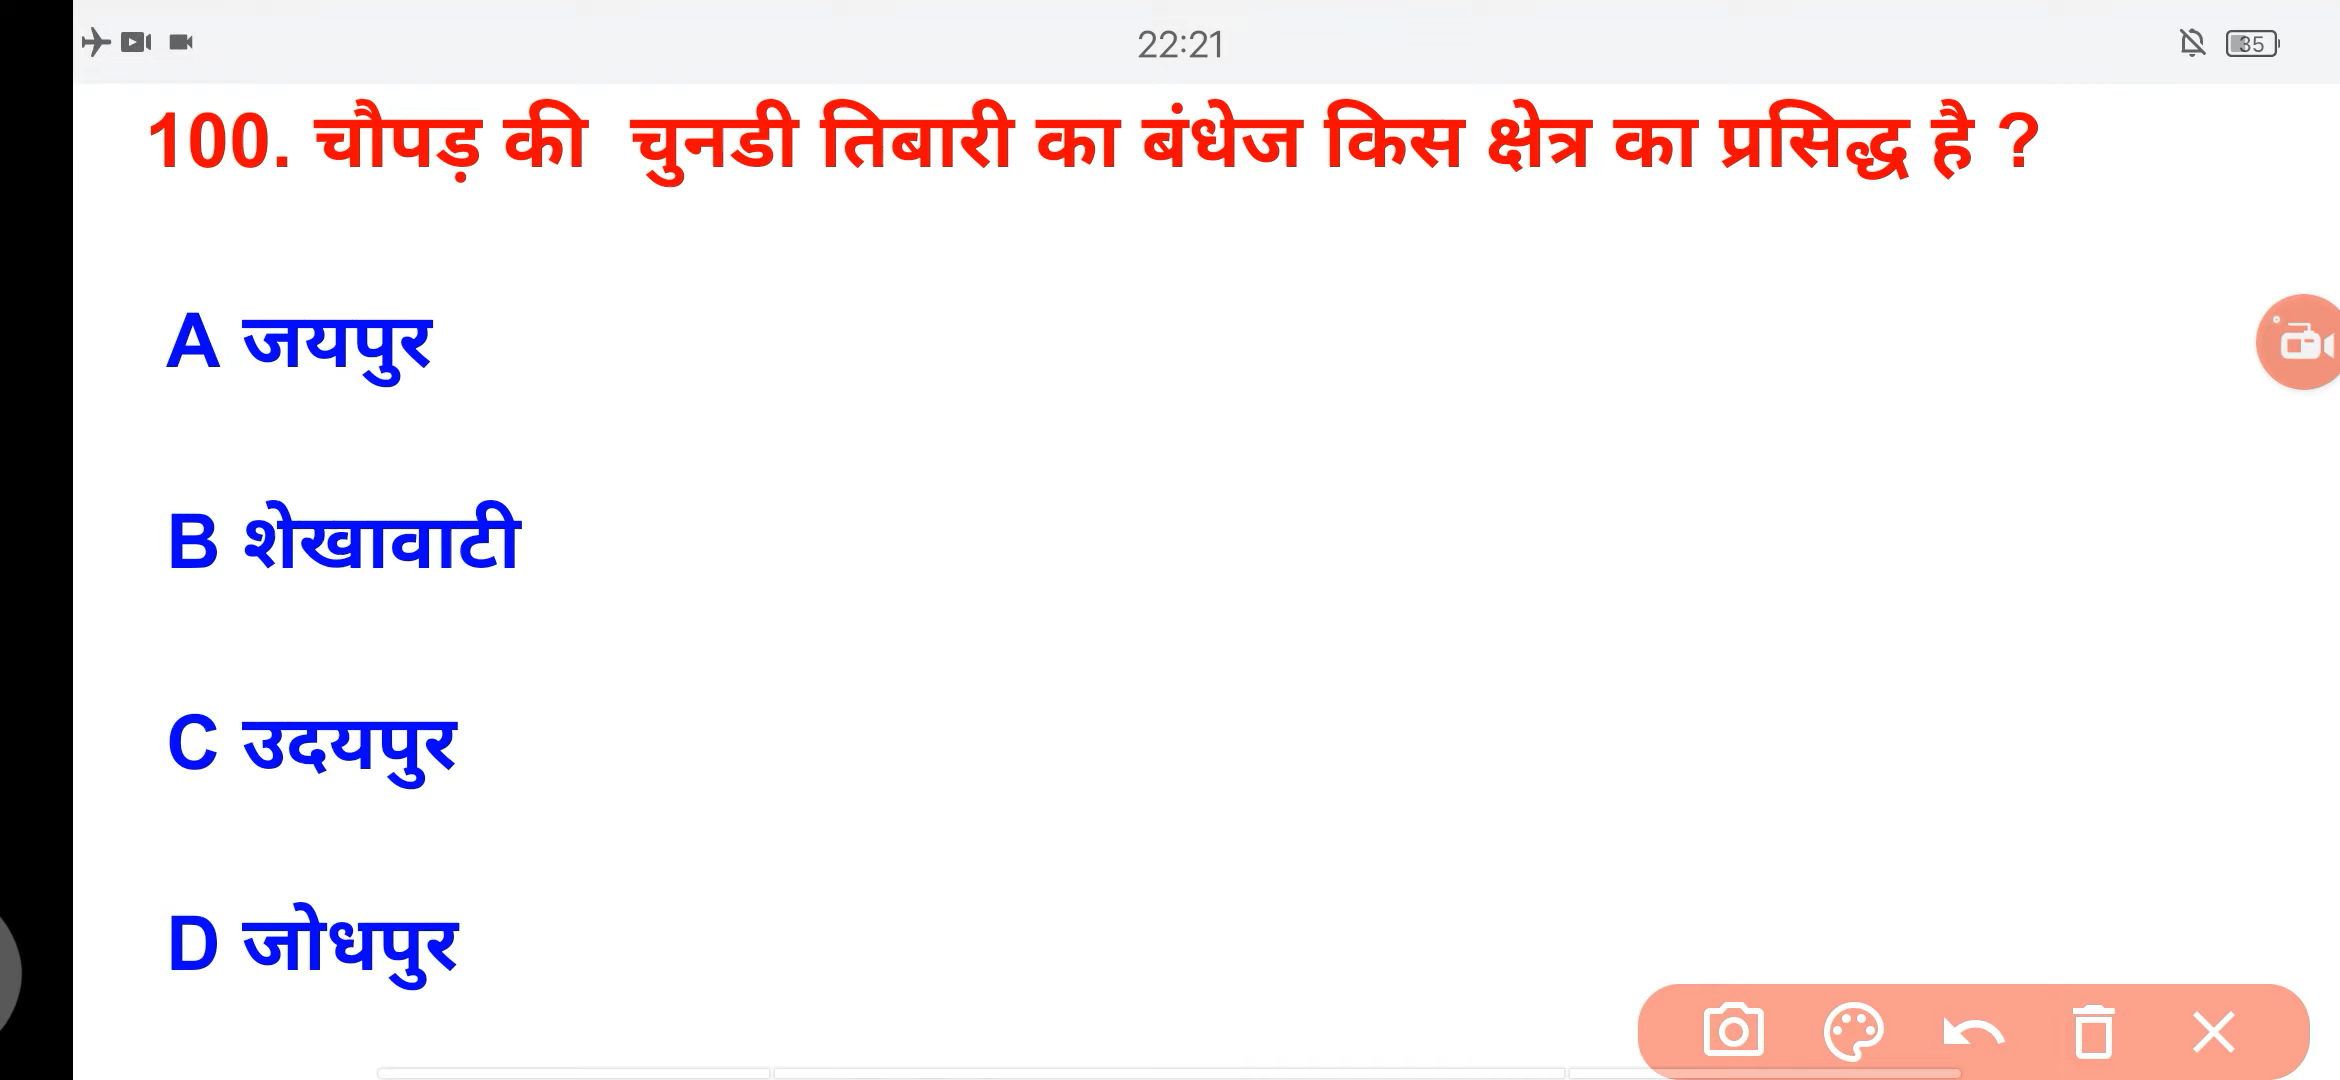 22:21
35
100. चौपड़ की चुनडी तिबारी का बंधेज किस क्षेत्र का प्रसिद्ध है ?
A जयपुर
B शेखावाटी
C उदयपुर
D जोधपुर